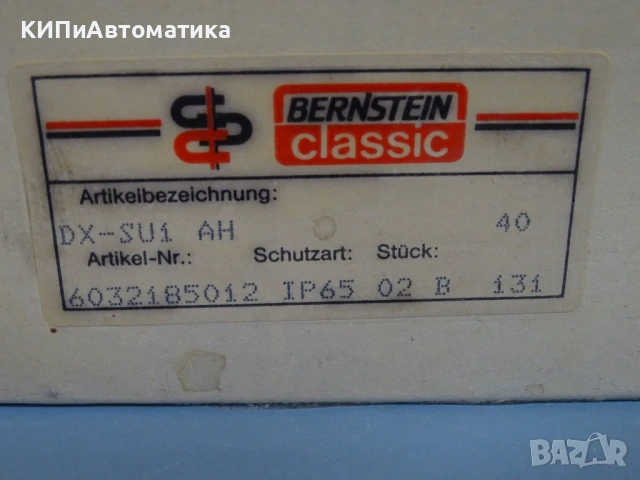 КИПиАвтоматика
BERNSTEIN
classic
Artikelbezeichnung:
DX-SU1 AH 40
Artikel-Nr.: Schutzart: Stück:
6032185012 IP65 02 B 131
BAZAR